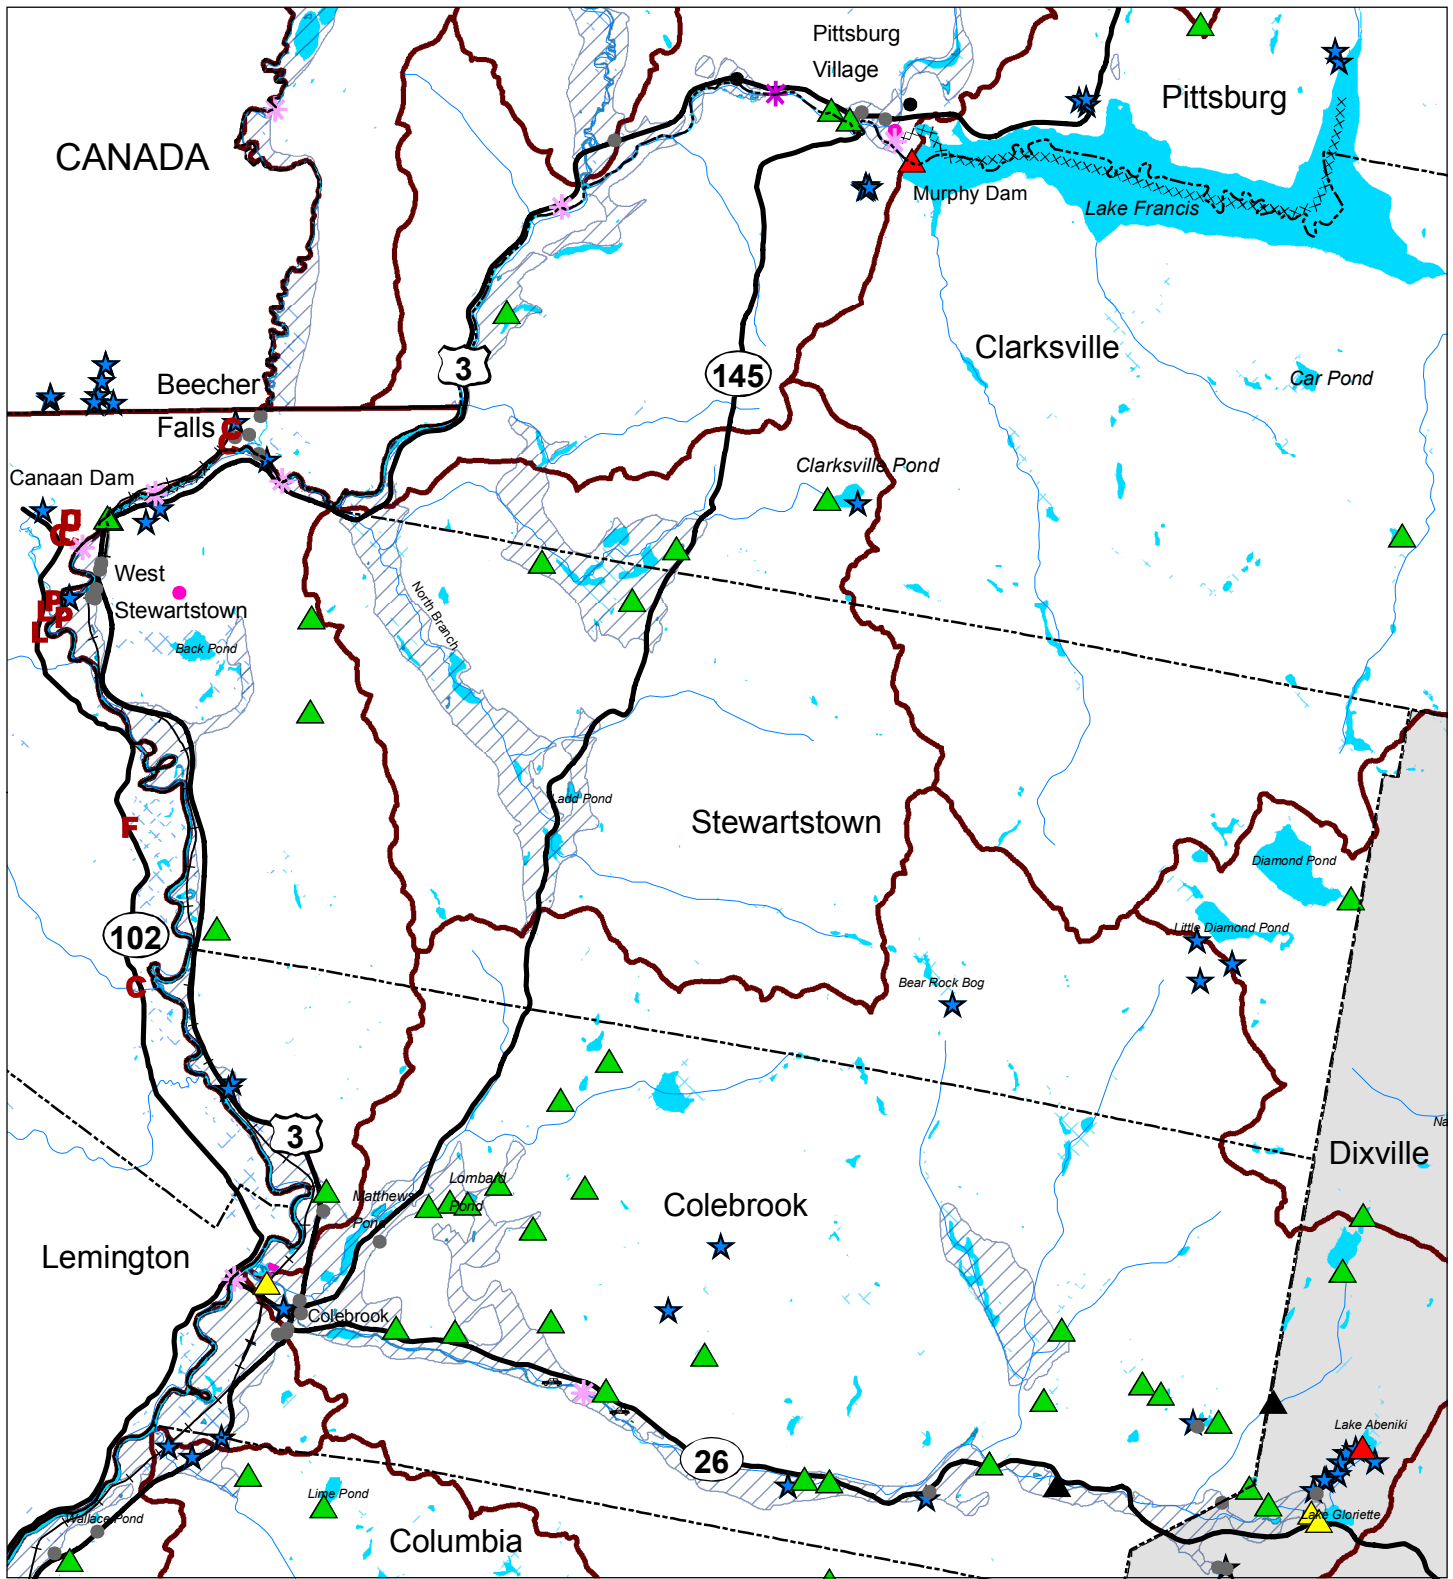 Pittsburg
Village
Pittsburg
CANADA
Murphy Dam
Lake Francis
3
145
Clarksville
Car Pond
Beecher
Falls
C
C
Canaan Dam
Clarksville Pond
D
C
L
West
Stewartstown
P
L
P
L
North Branch
Back Pond
Ladd Pond
Stewartstown
F
Diamond Pond
102
Little Diamond Pond
C
Bear Rock Bog
3
Na
Dixville
Matthews
Pond
Lombard
Pond
Colebrook
Lemington
Colebrook
26
Lake Abeniki
Lime Pond
Wallace Pond
Lake Gloriette
Columbia